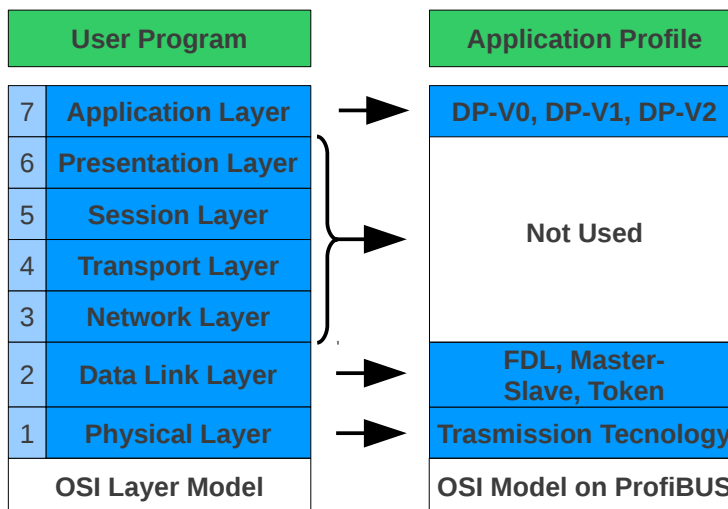 User Program
Application Profile
7 Application Layer
DP-V0, DP-V1, DP-V2
6 Presentation Layer
5 Session Layer
4 Transport Layer
3 Network Layer
Not Used
2 Data Link Layer
FDL, Master-
Slave, Token
1 Physical Layer
Trasmission Tecnology
OSI Layer Model
OSI Model on ProfiBUS